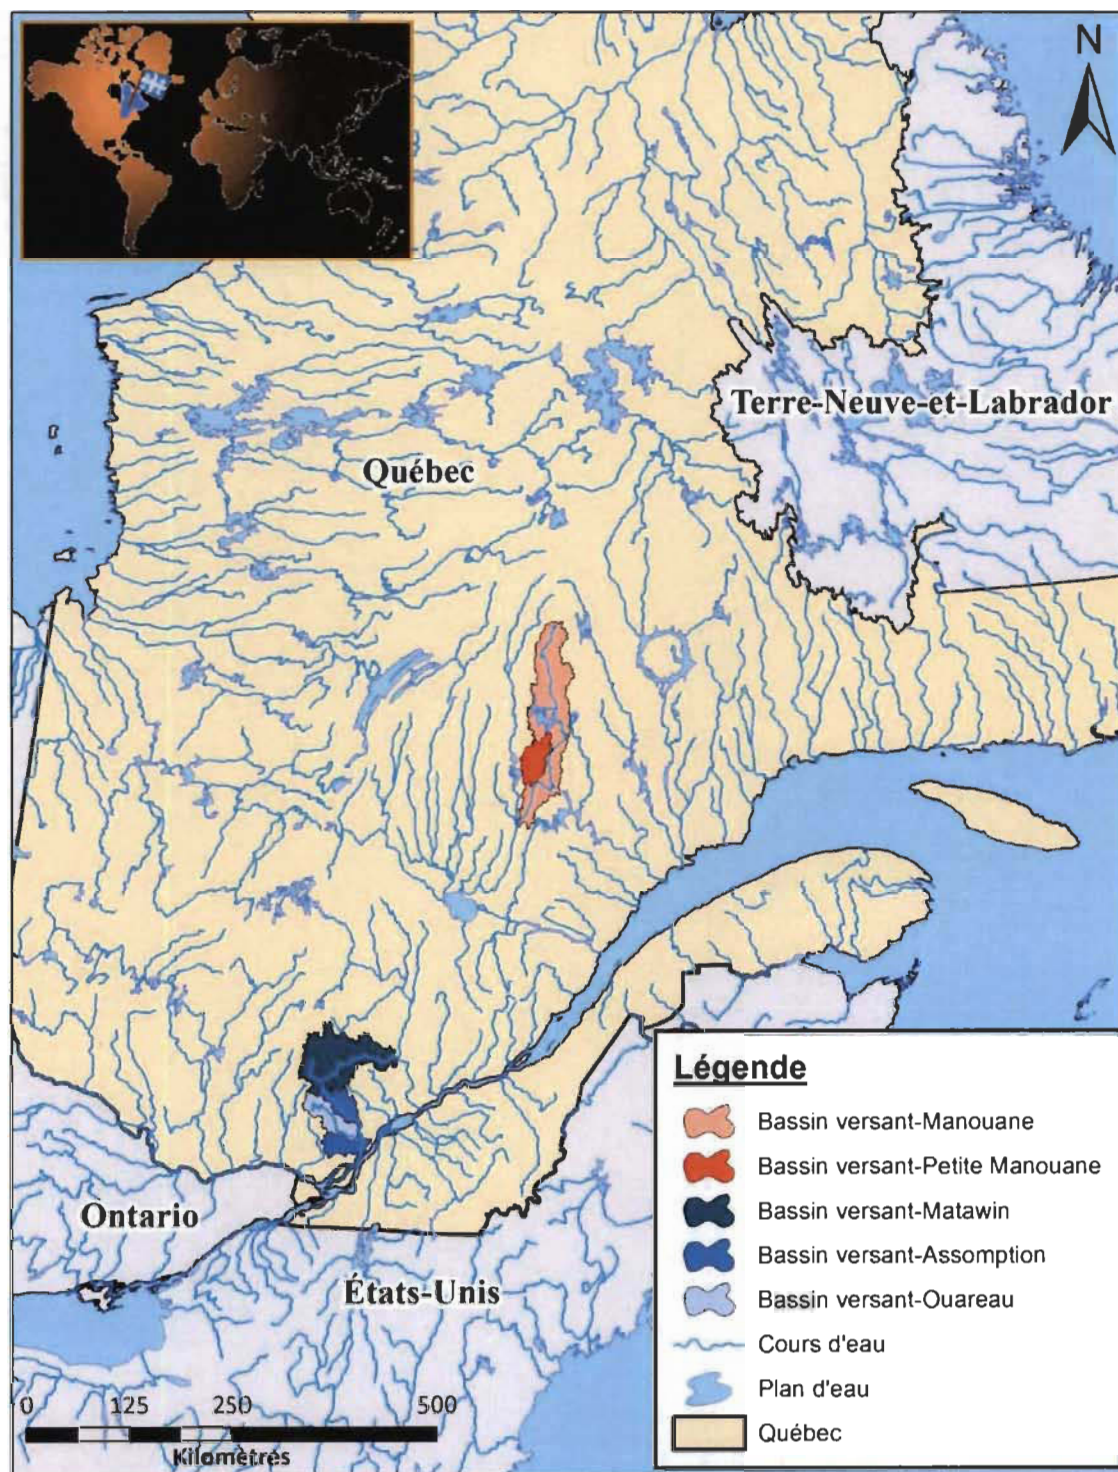 N
Terre-Neuve-et-Labrador
Québec
Ontario
États-Unis
Légende
Bassin versant-Manouane
Bassin versant-Petite Manouane
Bassin versant-Matawin
Bassin versant-Assomption
Bassin versant-Ouareau
Cours d'eau
Plan d'eau
Québec
0 125 250 500
Kilomètres